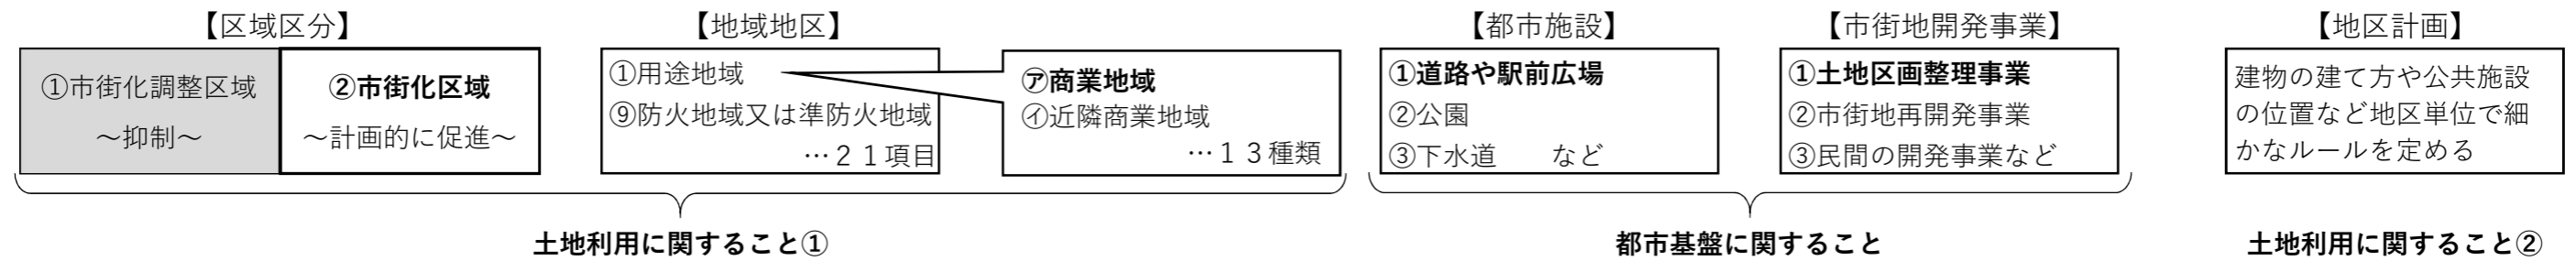 【区域区分】
①市街化調整区域
～抑制～
②市街化区域
～計画的に促進～
【地域地区】
①用途地域
⑨防火地域又は準防火地域
…２１項目
㋐商業地域
㋑近隣商業地域
…１３種類
土地利用に関すること①
【都市施設】
①道路や駅前広場
②公園
③下水道　　など
【市街地開発事業】
①土地区画整理事業
②市街地再開発事業
③民間の開発事業など
都市基盤に関すること
【地区計画】
建物の建て方や公共施設
の位置など地区単位で細
かなルールを定める
土地利用に関すること②